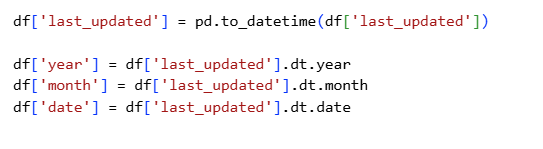 df['last_updated'] = pd.to_datetime(df['last_updated'])
df['year'] = df['last_updated'].dt.year
df['month'] = df['last_updated'].dt.month
df['date'] = df['last_updated'].dt.date